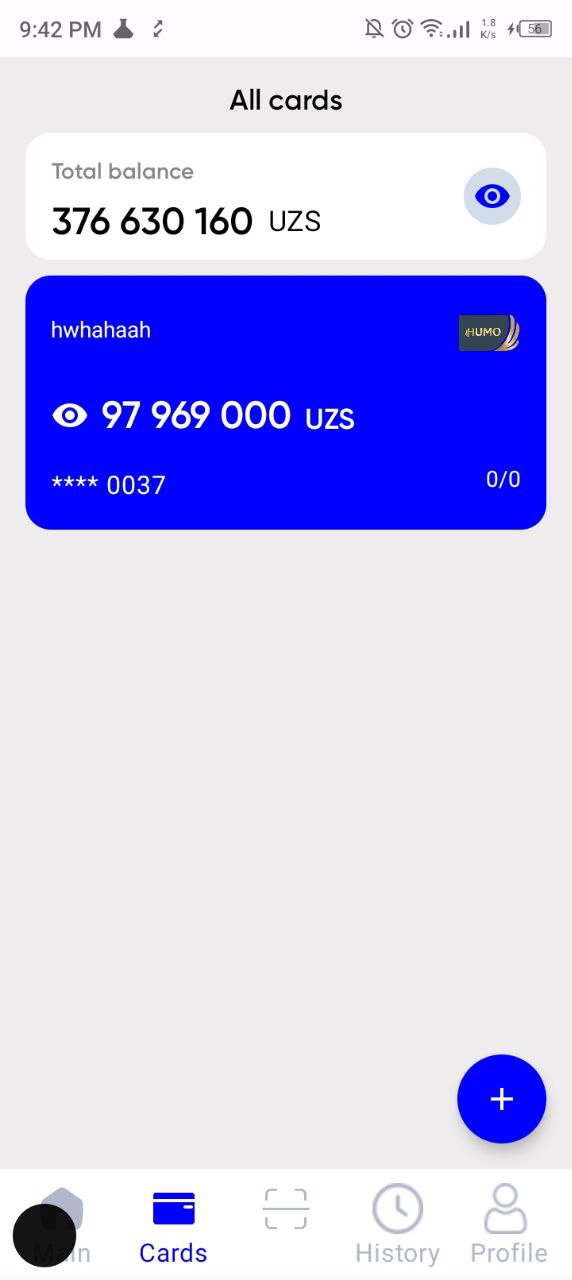 9:42 PM
1.8
K/s
56
All cards
Total balance
376 630 160 UZS
hwhahaah
HUMO
97 969 000 UZS
**** 0037
0/0
+
Main
Cards
History
Profile